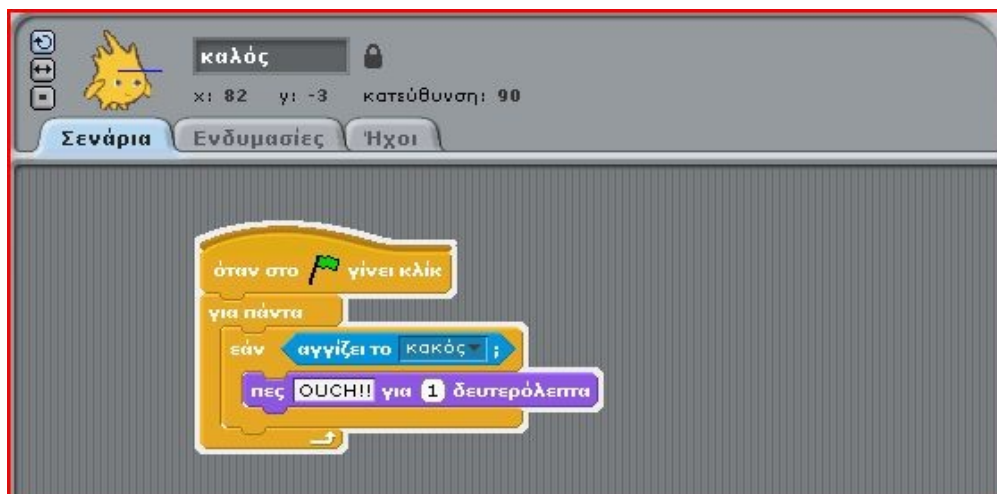 καλός
x: 82 y: -3 κατεύθυνση: 90
Σενάρια Ενδυμασίες Ήχοι
όταν στο γίνει κλίκ
για πάντα
εάν αγγίζει το κακός ;
πες OUCH!! για 1 δευτερόλεπτα